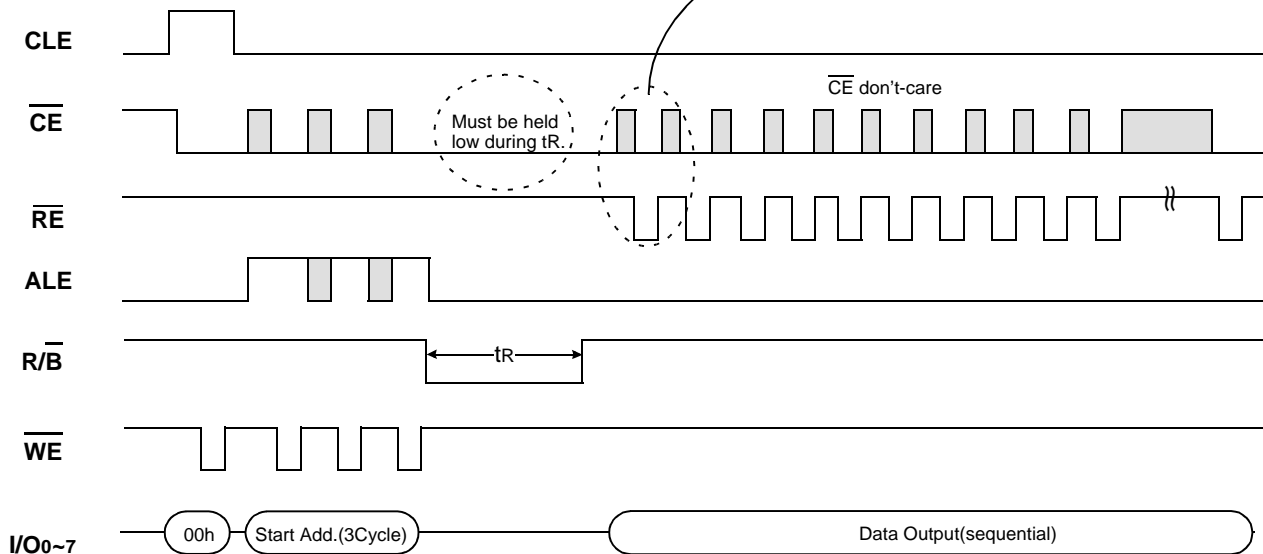 CLE
CE don't-care
CE
Must be held
low during tR.
RE
ALE
R/B
tR
WE
I/O0~7
00h
Start Add.(3Cycle)
Data Output(sequential)